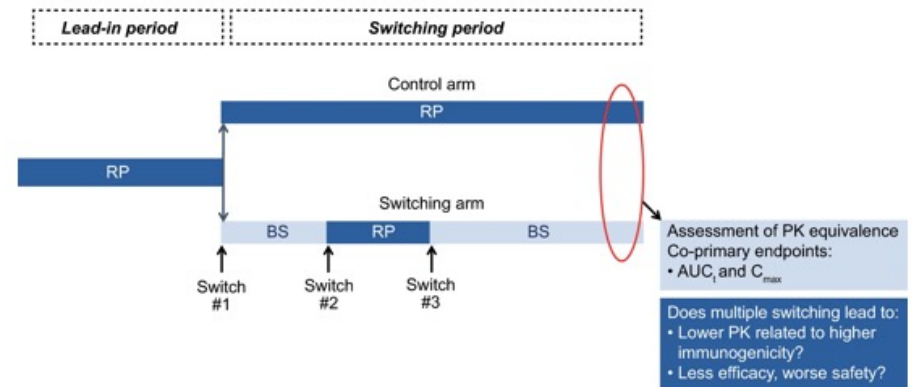 Lead-in period
Switching period
Control arm
RP
RP
Switching arm
BS
RP
BS
Switch
#1
Switch
#2
Switch
#3
Assessment of PK equivalence
Co-primary endpoints:
• AUCt and Cmax
Does multiple switching lead to:
• Lower PK related to higher
immunogenicity?
• Less efficacy, worse safety?